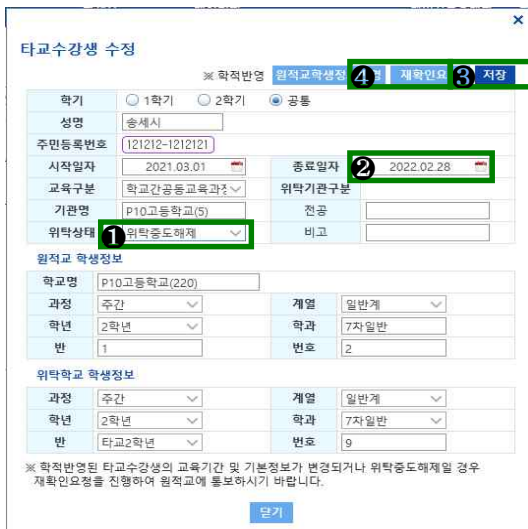 ×
타교수강생 수정
※ 학적반영 원적교학생정 ❹ 재확인요 ❸ 저장
학기 1학기 2학기 공통
성명 송세시
주민등록번호 121212-1212121
시작일자 2021.03.01 종료일자 ❷ 2022.02.28
교육구분 학교간공동교육과정 위탁기관구분
기관명 P10고등학교(5) 전공
위탁상태 ❶ 위탁중도해제 비고
원적교 학생정보
학교명 P10고등학교(220)
과정 주간 계열 일반계
학년 2학년 학과 7차일반
반 1 번호 2
위탁학교 학생정보
과정 주간 계열 일반계
학년 2학년 학과 7차일반
반 타교2학년 번호 9
※ 학적반영된 타교수강생의 교육기간 및 기본정보가 변경되거나 위탁중도해제일 경우
재확인요청을 진행하여 원적교에 통보하시기 바랍니다.
닫기